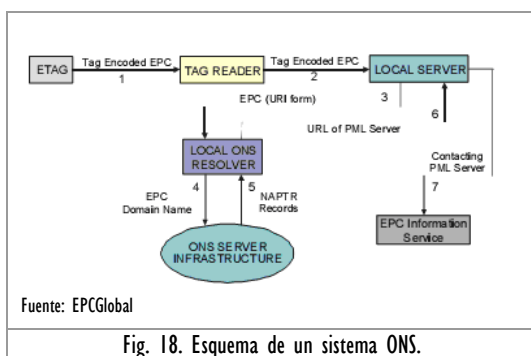 Tag Encoded EPC
Tag Encoded EPC
ETAG
TAG READER
LOCAL SERVER
1
2
3
EPC (URI form)
6
URL of PML Server
LOCAL ONS
RESOLVER
Contacting
PML Server
4
5
7
EPC
Domain Name
NAPTR
Records
EPC Information
Service
ONS SERVER
INFRASTRUCTURE
Fuente: EPCGlobal
Fig. 18. Esquema de un sistema ONS.